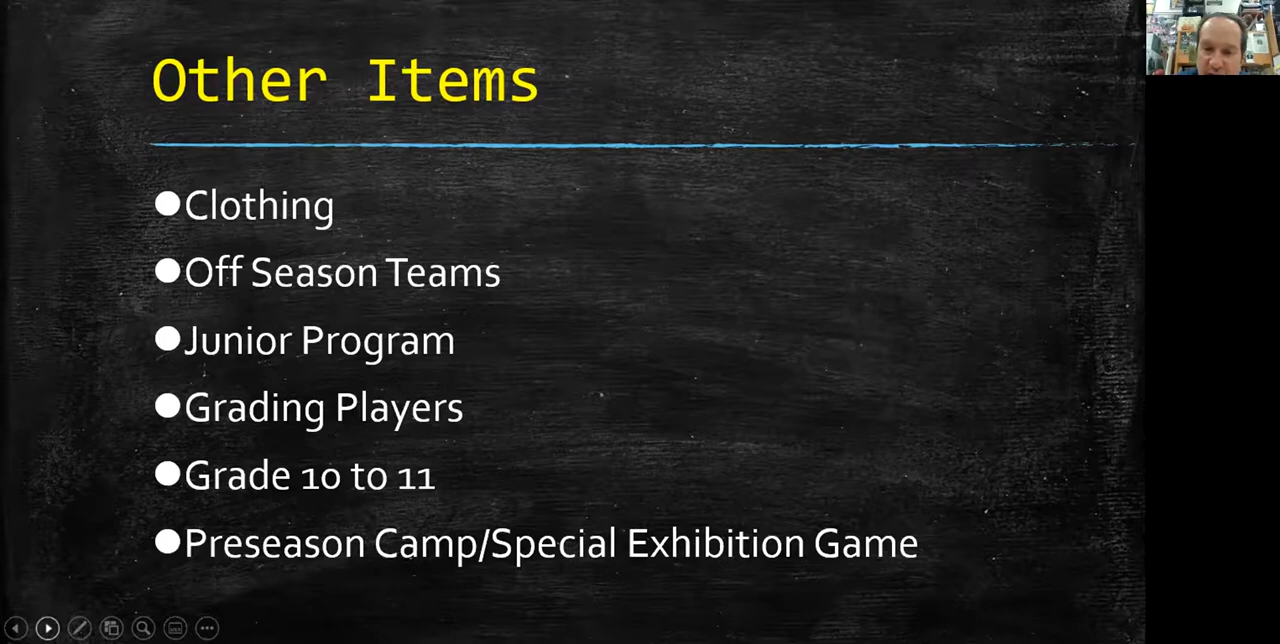 Other Items
●Clothing
●Off Season Teams
●Junior Program
●Grading Players
●Grade 10 to 11
●Preseason Camp/Special Exhibition Game